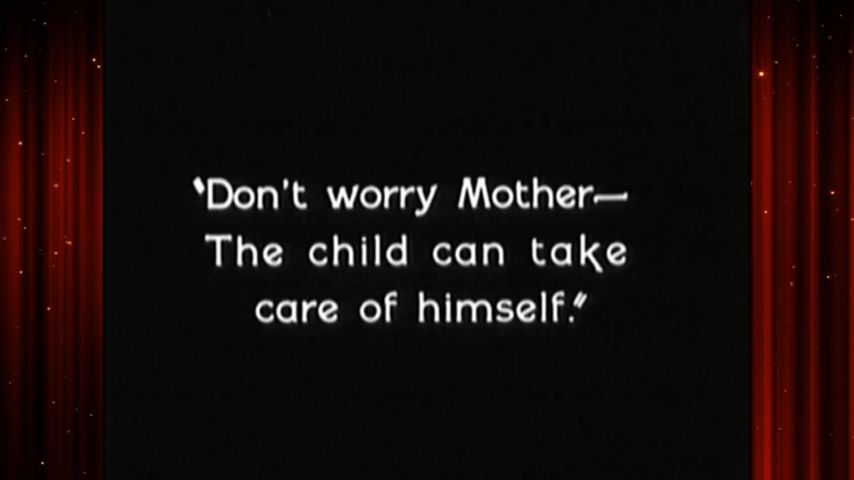 "Don't worry Mother—
The child can take
care of himself."